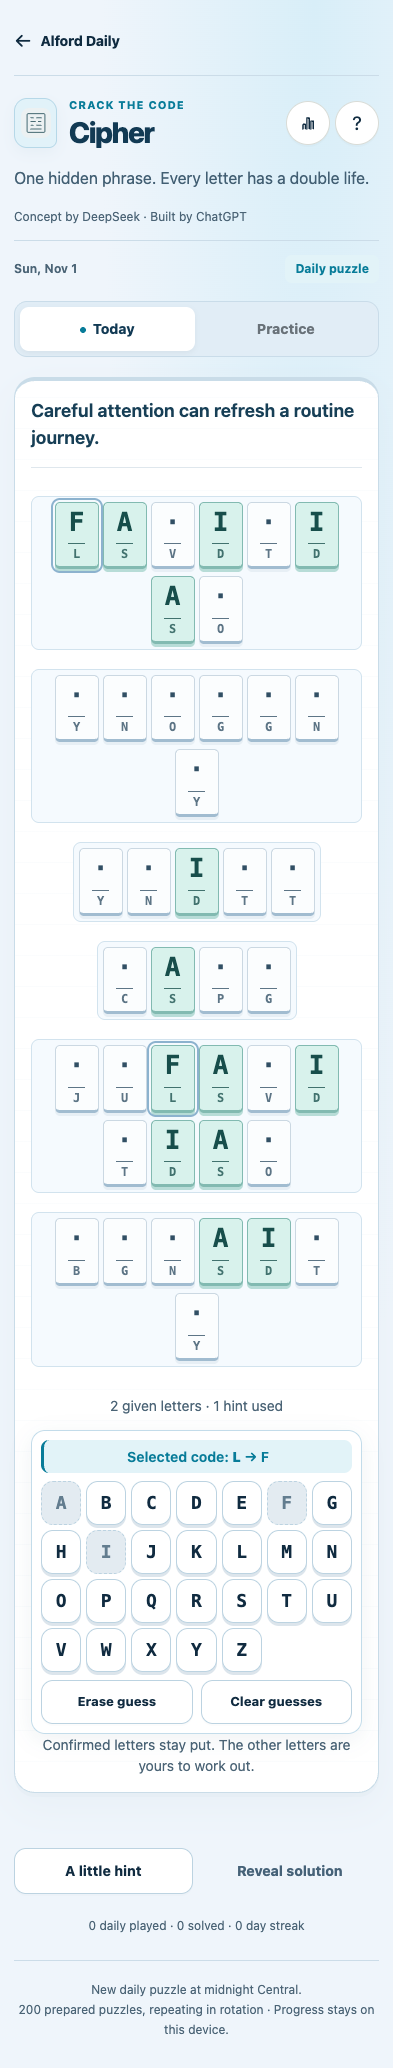 ← Alford Daily
CRACK THE CODE
Cipher
?
One hidden phrase. Every letter has a double life.
Concept by DeepSeek · Built by ChatGPT
Sun, Nov 1
Daily puzzle
• Today
Practice
Careful attention can refresh a routine
journey.
F A · I · I
L S V D T D
A ·
S O
· · · · · ·
Y N O G G N
·
Y
· · I · ·
Y N D T T
· A · ·
C S P G
· · F A · I
J U L S V D
· I A ·
T D S O
· · · A I ·
B G N S D T
·
Y
2 given letters · 1 hint used
Selected code: L → F
A B C D E F G
H I J K L M N
O P Q R S T U
V W X Y Z
Erase guess
Clear guesses
Confirmed letters stay put. The other letters are
yours to work out.
A little hint
Reveal solution
0 daily played · 0 solved · 0 day streak
New daily puzzle at midnight Central.
200 prepared puzzles, repeating in rotation · Progress stays on
this device.